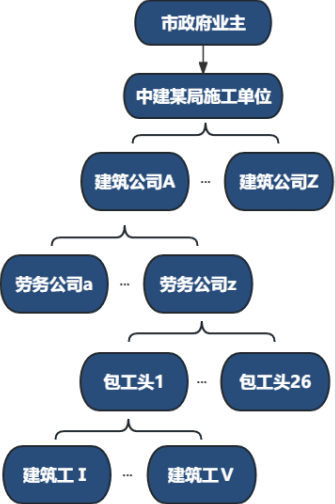 市政府业主
中建某局施工单位
建筑公司A ... 建筑公司Z
劳务公司a ... 劳务公司z
包工头1 ... 包工头26
建筑工Ⅰ ... 建筑工Ⅴ